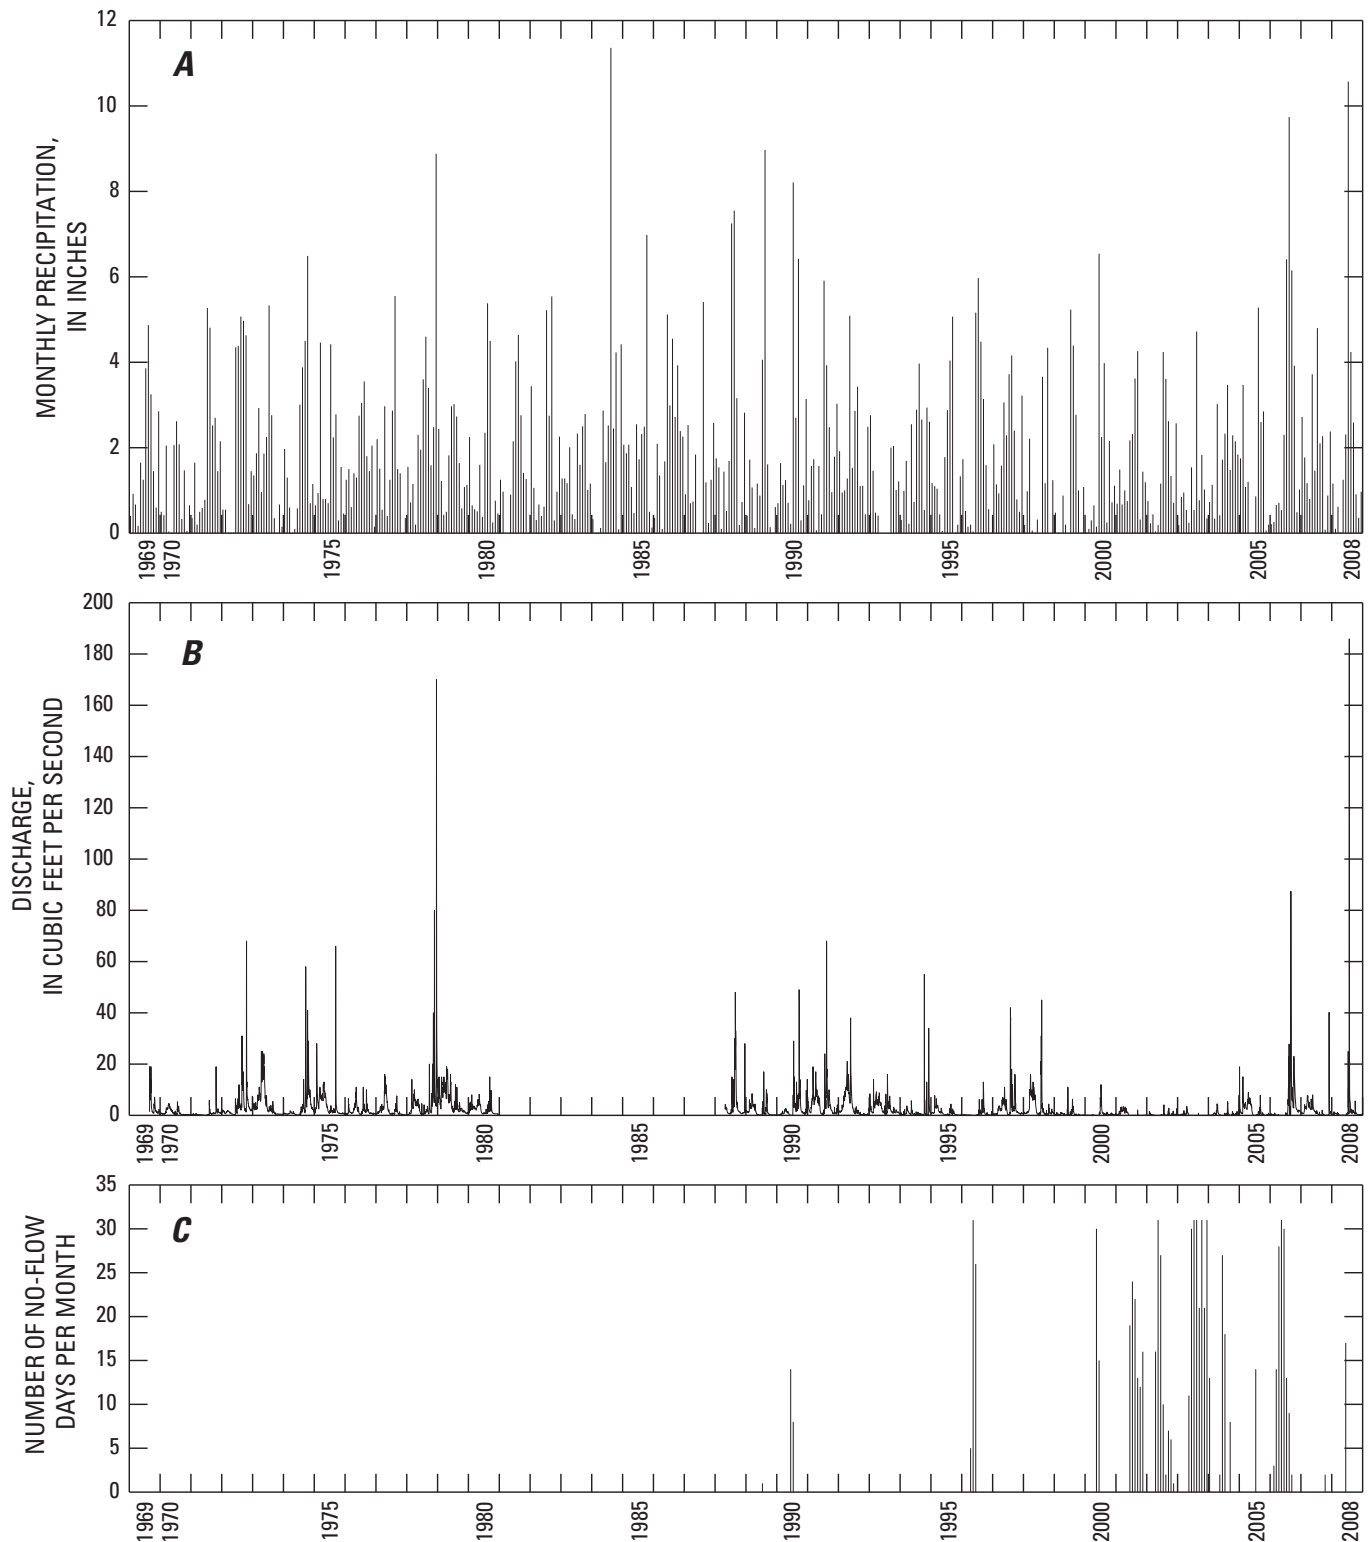 12
10
8
6
4
2
0
MONTHLY PRECIPITATION,
IN INCHES
A
1969 1970 1975 1980 1985 1990 1995 2000 2005 2008
200
180
160
140
120
100
80
60
40
20
0
DISCHARGE,
IN CUBIC FEET PER SECOND
B
1969 1970 1975 1980 1985 1990 1995 2000 2005 2008
35
30
25
20
15
10
5
0
NUMBER OF NO-FLOW
DAYS PER MONTH
C
1969 1970 1975 1980 1985 1990 1995 2000 2005 2008